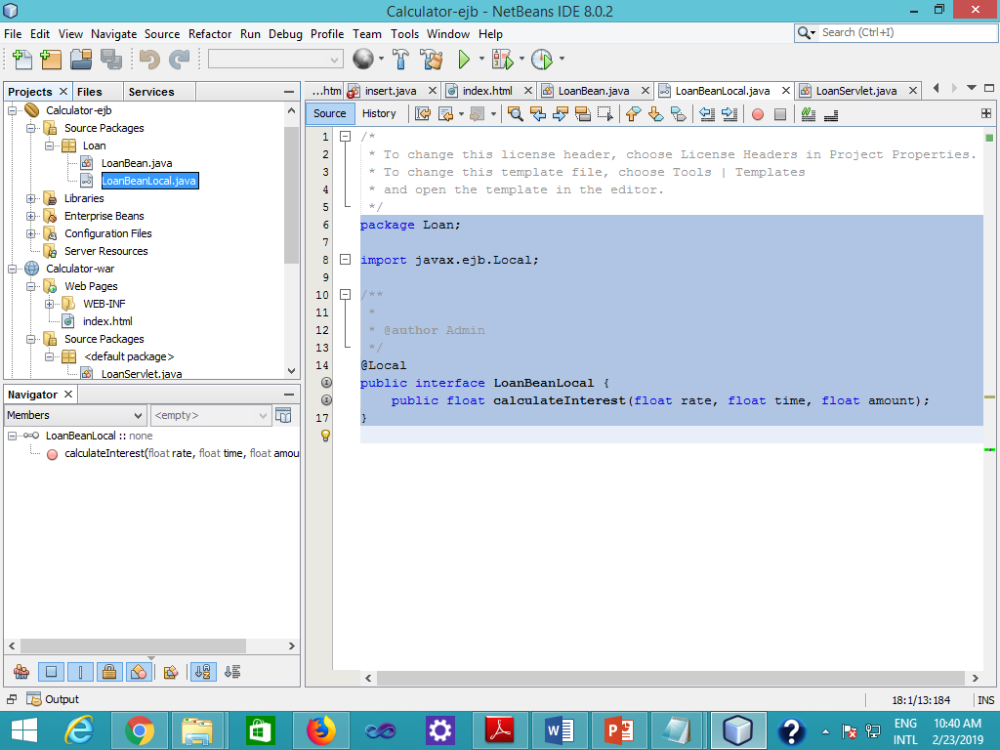 Calculator-ejb - NetBeans IDE 8.0.2
File Edit View Navigate Source Refactor Run Debug Profile Team Tools Window Help
Search (Ctrl+I)
Projects Files Services
Calculator-ejb
Source Packages
Loan
LoanBean.java
LoanBeanLocal.java
Libraries
Enterprise Beans
Configuration Files
Server Resources
Calculator-war
Web Pages
WEB-INF
index.html
Source Packages
<default package>
LoanServlet.java
Navigator
Members
<empty>
LoanBeanLocal :: none
calculateInterest(float rate, float time, float amou
...htm insert.java index.html LoanBean.java LoanBeanLocal.java LoanServlet.java
Source History
1 /*
2 * To change this license header, choose License Headers in Project Properties.
3 * To change this template file, choose Tools | Templates
4 * and open the template in the editor.
5 */
6 package Loan;
7
8 import javax.ejb.Local;
9
10 /**
11 *
12 * @author Admin
13 */
14 @Local
public interface LoanBeanLocal {
public float calculateInterest(float rate, float time, float amount);
17 }
Output
18:1/13:184 INS
ENG
INTL
10:40 AM
2/23/2019